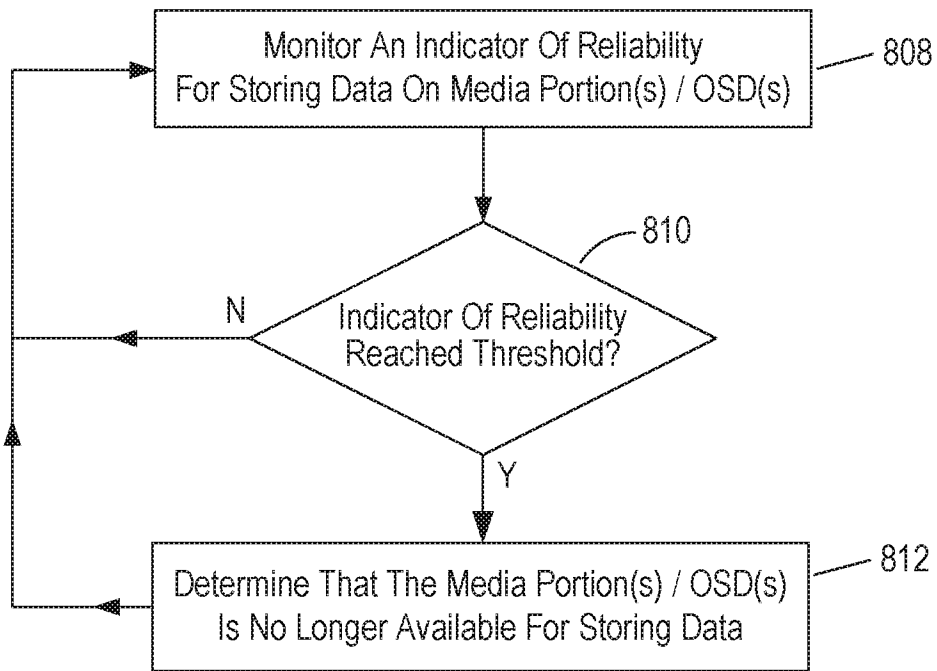 Monitor An Indicator Of Reliability
For Storing Data On Media Portion(s) / OSD(s)
808
810
N
Indicator Of Reliability
Reached Threshold?
Y
812
Determine That The Media Portion(s) / OSD(s)
Is No Longer Available For Storing Data